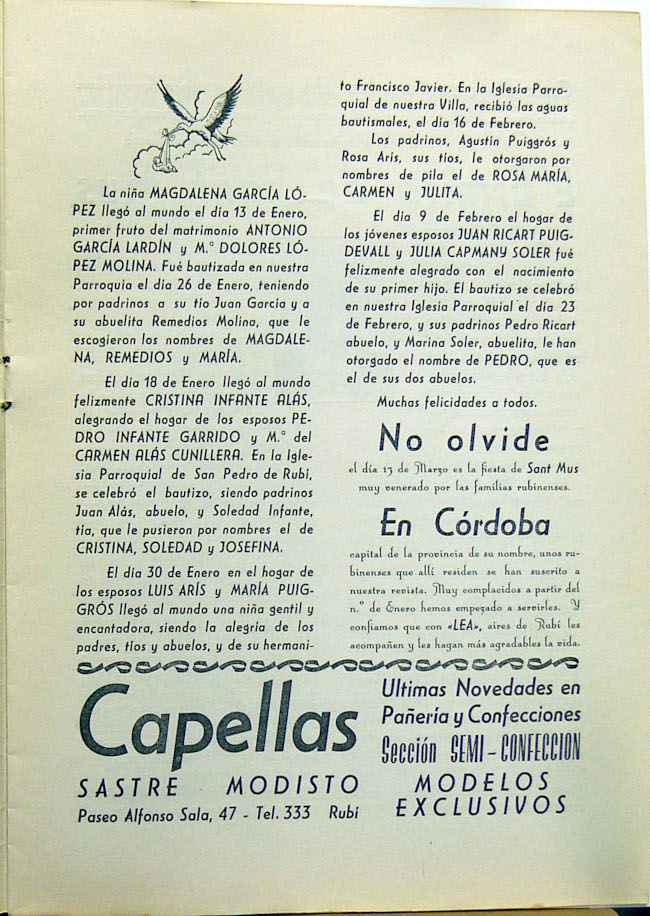 La niña MAGDALENA GARCÍA LÓ-
PEZ llegó al mundo el día 13 de Enero,
primer fruto del matrimonio ANTONIO
GARCÍA LARDÍN y M.ª DOLORES LÓ-
PEZ MOLINA. Fué bautizada en nuestra
Parroquia el día 26 de Enero, teniendo
por padrinos a su tío Juan García y a
su abuelita Remedios Molina, que le
escogieron los nombres de MAGDALE-
NA, REMEDIOS y MARÍA.
El día 18 de Enero llegó al mundo
felizmente CRISTINA INFANTE ALÁS,
alegrando el hogar de los esposos PE-
DRO INFANTE GARRIDO y M.ª del
CARMEN ALÁS CUNILLERA. En la Igle-
sia Parroquial de San Pedro de Rubí,
se celebró el bautizo, siendo padrinos
Juan Alás, abuelo, y Soledad Infante,
tía, que le pusieron por nombres el de
CRISTINA, SOLEDAD y JOSEFINA.
El día 30 de Enero en el hogar de
los esposos LUIS ARÍS y MARÍA PUIG-
GRÓS llegó al mundo una niña gentil y
encantadora, siendo la alegría de los
padres, tíos y abuelos, y de su hermani-
to Francisco Javier. En la Iglesia Parro-
quial de nuestra Villa, recibió las aguas
bautismales, el día 16 de Febrero.
Los padrinos, Agustín Puiggrós y
Rosa Arís, sus tíos, le otorgaron por
nombres de pila el de ROSA MARÍA,
CARMEN y JULITA.
El día 9 de Febrero el hogar de
los jóvenes esposos JUAN RICART PUIG-
DEVALL y JULIA CAPMANY SOLER fué
felizmente alegrado con el nacimiento
de su primer hijo. El bautizo se celebró
en nuestra Iglesia Parroquial el día 23
de Febrero, y sus padrinos Pedro Ricart
abuelo, y Marina Soler, abuelita, le han
otorgado el nombre de PEDRO, que es
el de sus dos abuelos.
Muchas felicidades a todos.
No olvide
el día 13 de Marzo es la fiesta de Sant Mus
muy venerado por las familias rubinenses.
En Córdoba
capital de la provincia de su nombre, unos ru-
binenses que allí residen se han suscrito a
nuestra revista. Muy complacidos a partir del
n.º de Enero hemos empezado a servirles. Y
confiamos que con «LEA», aires de Rubí les
acompañen y les hagan más agradables la vida.
Capellas
SASTRE MODISTO
Paseo Alfonso Sala, 47 - Tel. 333 Rubí
Ultimas Novedades en
Pañería y Confecciones
Sección SEMI-CONFECCION
MODELOS
EXCLUSIVOS